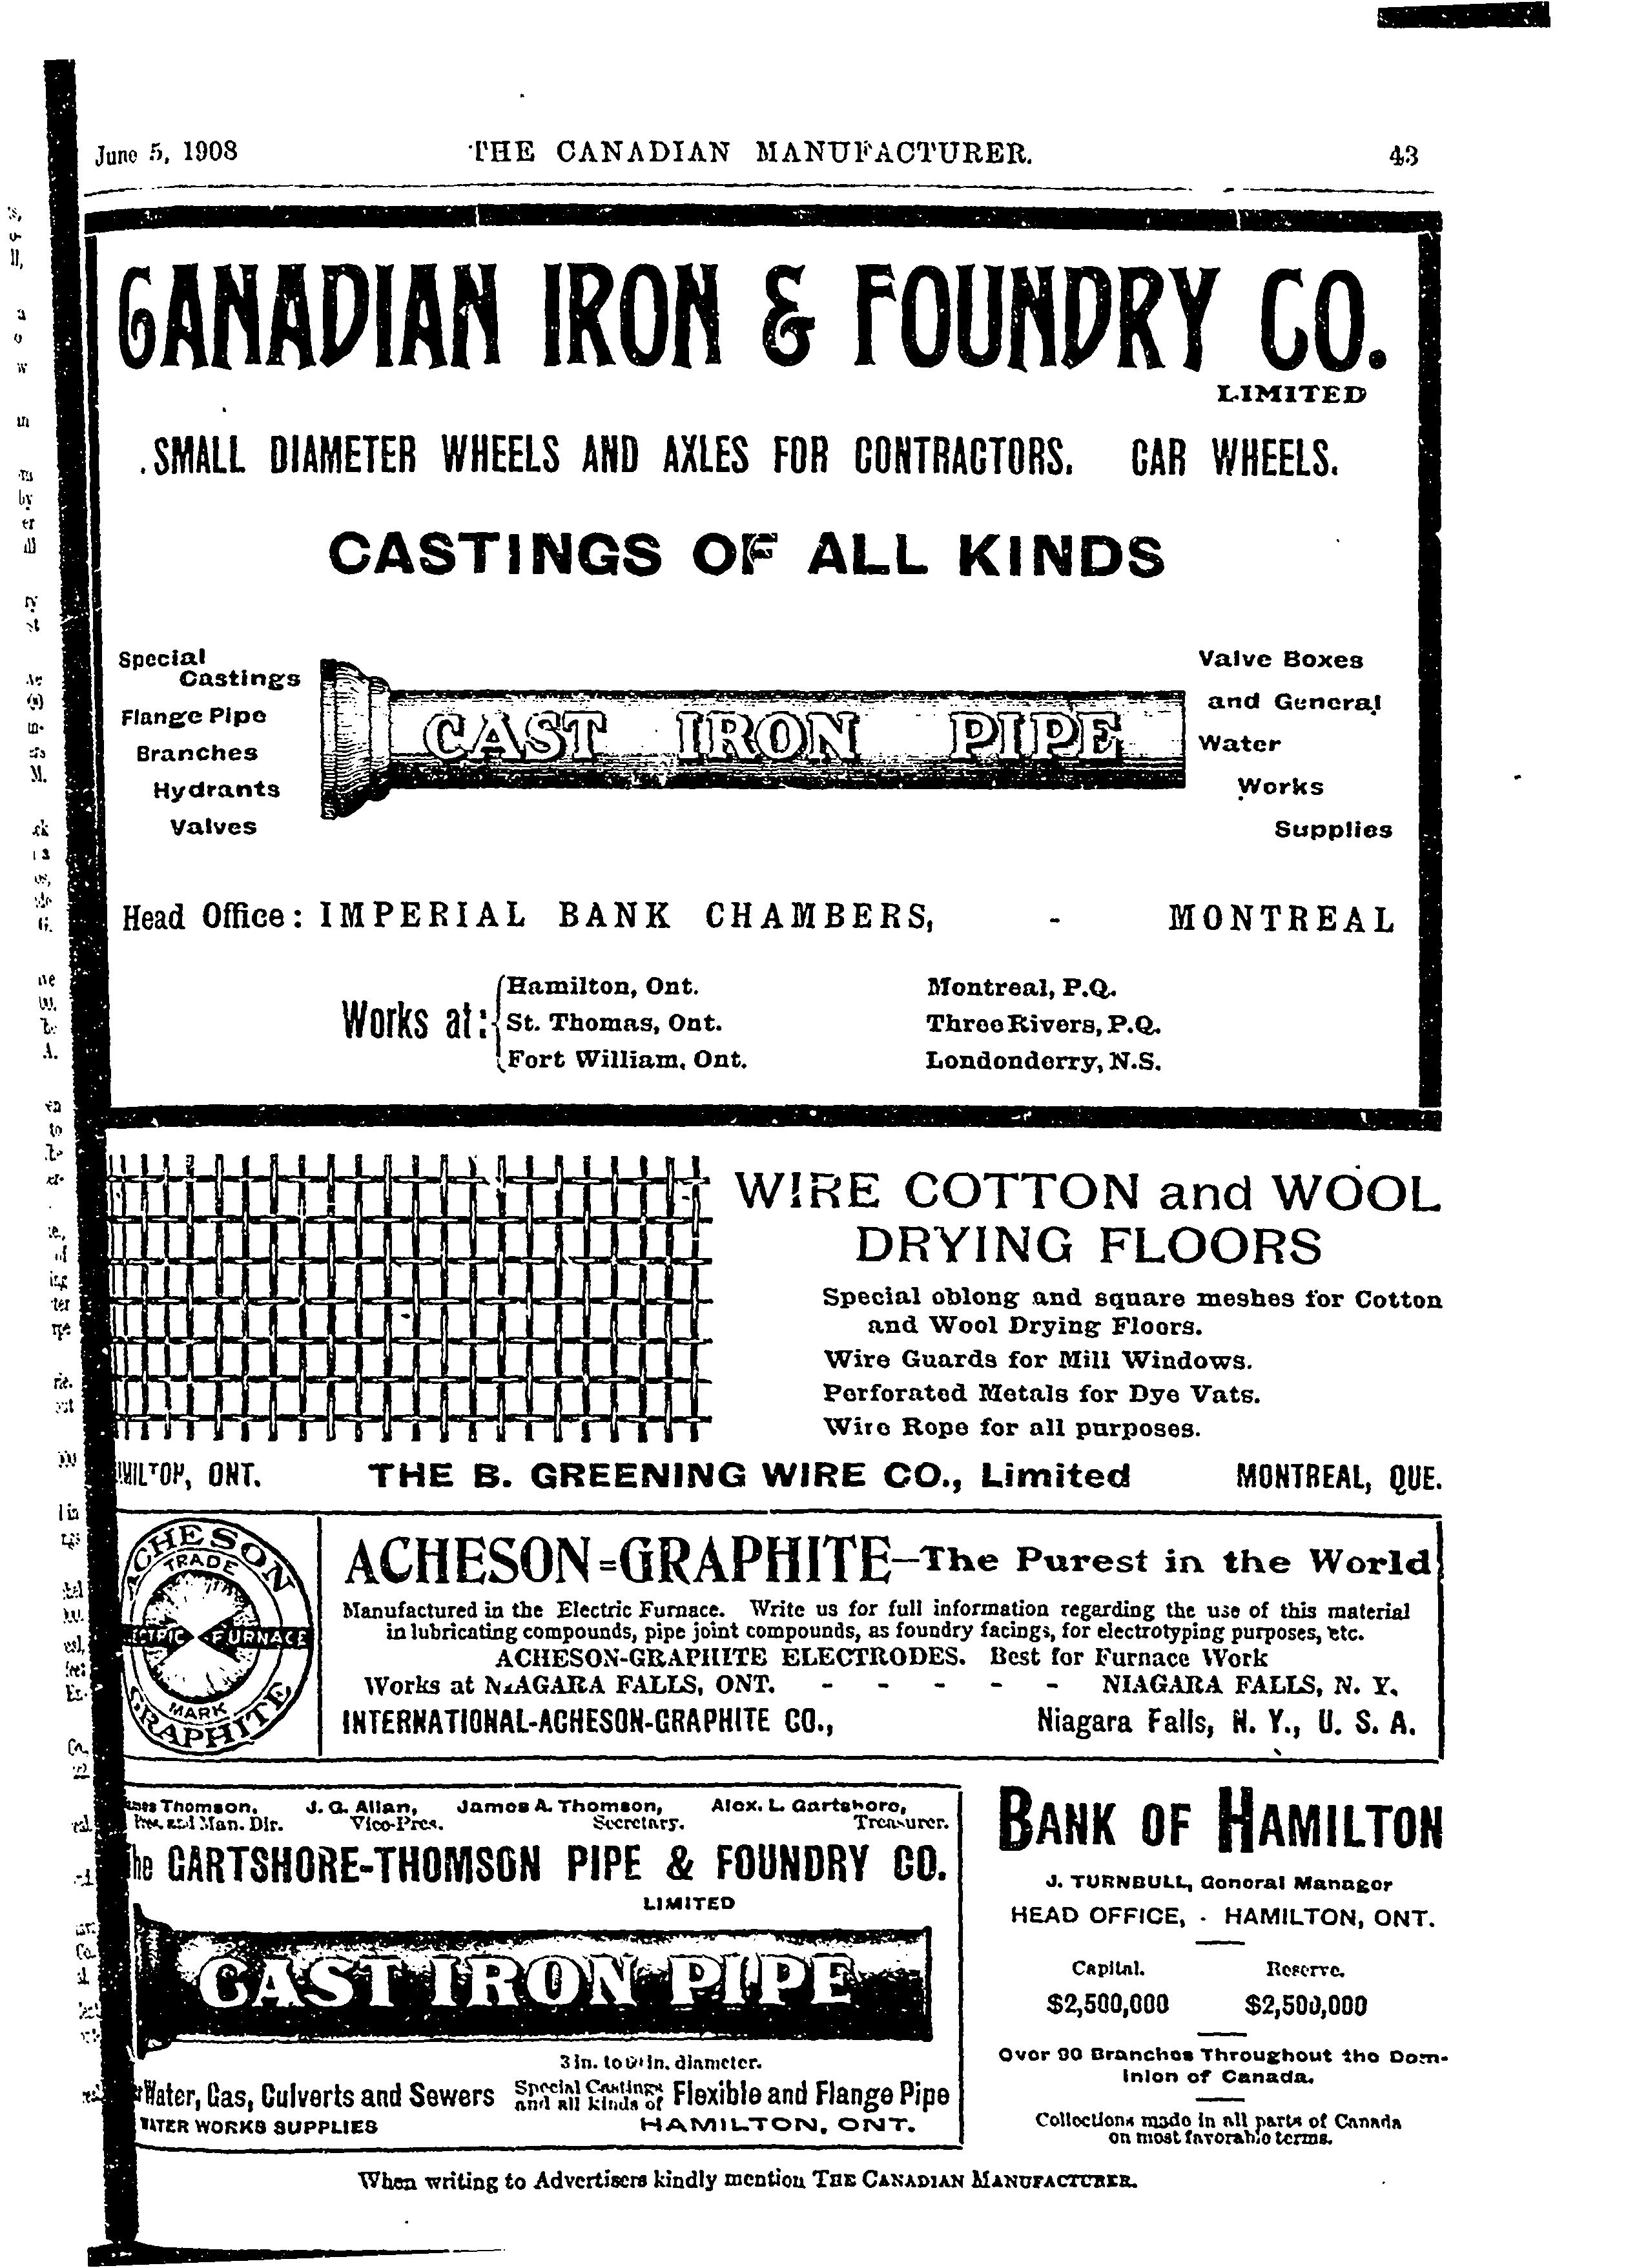 June 5, 1908 THE CANADIAN MANUFACTURER. 43
CANADIAN IRON & FOUNDRY CO.
LIMITED
SMALL DIAMETER WHEELS AND AXLES FOR CONTRACTORS. CAR WHEELS.
CASTINGS OF ALL KINDS
Special
Castings
Flange Pipe
Branches
Hydrants
Valves
CAST IRON PIPE
Valve Boxes
and General
Water
Works
Supplies
Head Office: IMPERIAL BANK CHAMBERS, - MONTREAL
Works at:
Hamilton, Ont. Montreal, P.Q.
St. Thomas, Ont. Three Rivers, P.Q.
Fort William, Ont. Londonderry, N.S.
WIRE COTTON and WOOL
DRYING FLOORS
Special oblong and square meshes for Cotton
and Wool Drying Floors.
Wire Guards for Mill Windows.
Perforated Metals for Dye Vats.
Wire Rope for all purposes.
MILTON, ONT. THE B. GREENING WIRE CO., Limited MONTREAL, QUE.
ACHESON
TRADE
ECTRIC FURNACE
MARK
GRAPHITE
ACHESON=GRAPHITE—The Purest in the World
Manufactured in the Electric Furnace. Write us for full information regarding the use of this material
in lubricating compounds, pipe joint compounds, as foundry facings, for electrotyping purposes, etc.
ACHESON-GRAPHITE ELECTRODES. Best for Furnace Work
Works at NIAGARA FALLS, ONT. - - - - - NIAGARA FALLS, N. Y.
INTERNATIONAL-ACHESON-GRAPHITE CO., Niagara Falls, N. Y., U. S. A.
Thomson, J. G. Allan, James A. Thomson, Alex. L. Gartshore,
Pres. and Man. Dir. Vice-Pres. Secretary. Treasurer.
The GARTSHORE-THOMSON PIPE & FOUNDRY CO.
LIMITED
CAST IRON PIPE
3 in. to in. diameter.
Water, Gas, Culverts and Sewers Special Castings and all kinds of Flexible and Flange Pipe
WATER WORKS SUPPLIES HAMILTON, ONT.
BANK OF HAMILTON
J. TURNBULL, General Manager
HEAD OFFICE, - HAMILTON, ONT.
Capital. Reserve.
$2,500,000 $2,500,000
Over 90 Branches Throughout the Dom-
inion of Canada.
Collections made in all parts of Canada
on most favorable terms.
When writing to Advertisers kindly mention THE CANADIAN MANUFACTURER.